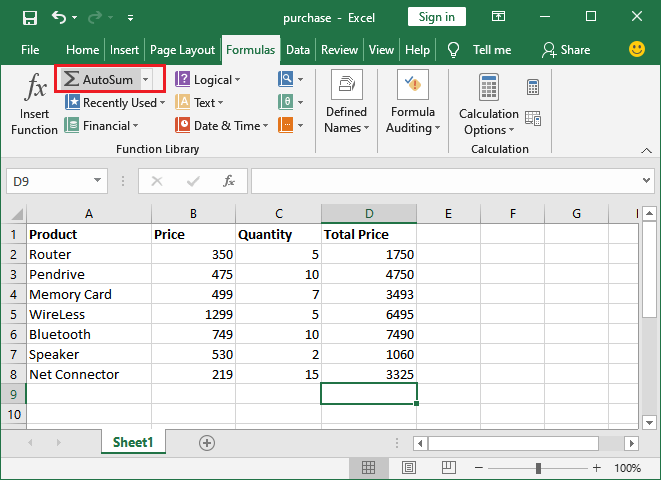 purchase - Excel
Sign in
File Home Insert Page Layout Formulas Data Review View Help Tell me Share
fx Σ AutoSum ? Logical
Insert Function
★ Recently Used A Text θ
Financial Date & Time
Defined Names
Formula Auditing
Calculation Options
Function Library
Calculation
D9 fx
A B C D E F G H
1 Product Price Quantity Total Price
2 Router 350 5 1750
3 Pendrive 475 10 4750
4 Memory Card 499 7 3493
5 WireLess 1299 5 6495
6 Bluetooth 749 10 7490
7 Speaker 530 2 1060
8 Net Connector 219 15 3325
9
10
Sheet1
100%